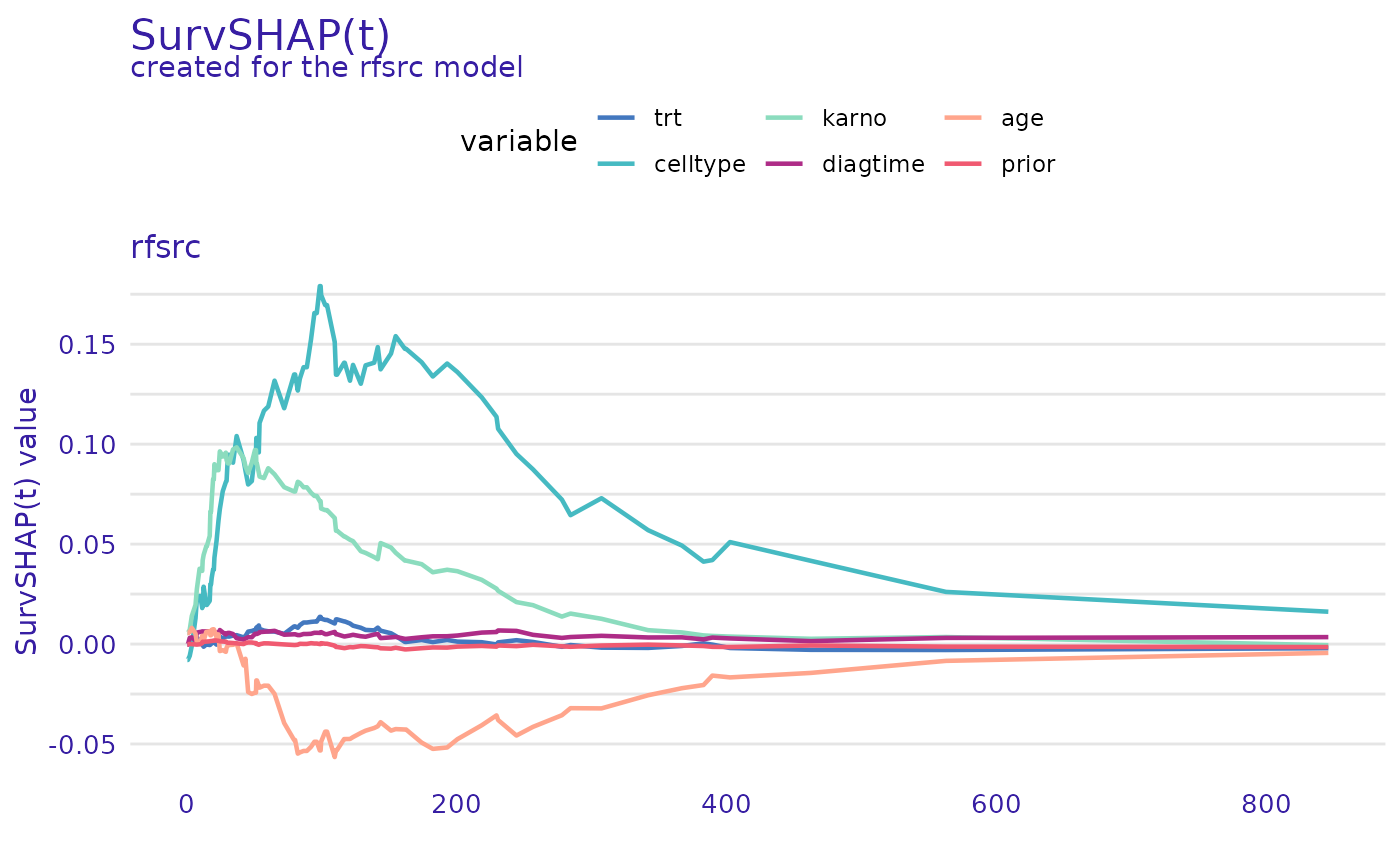 SurvSHAP(t)
created for the rfsrc model
variable
trt
karno
age
celltype
diagtime
prior
rfsrc
SurvSHAP(t) value
0.15
0.10
0.05
0.00
-0.05
0
200
400
600
800